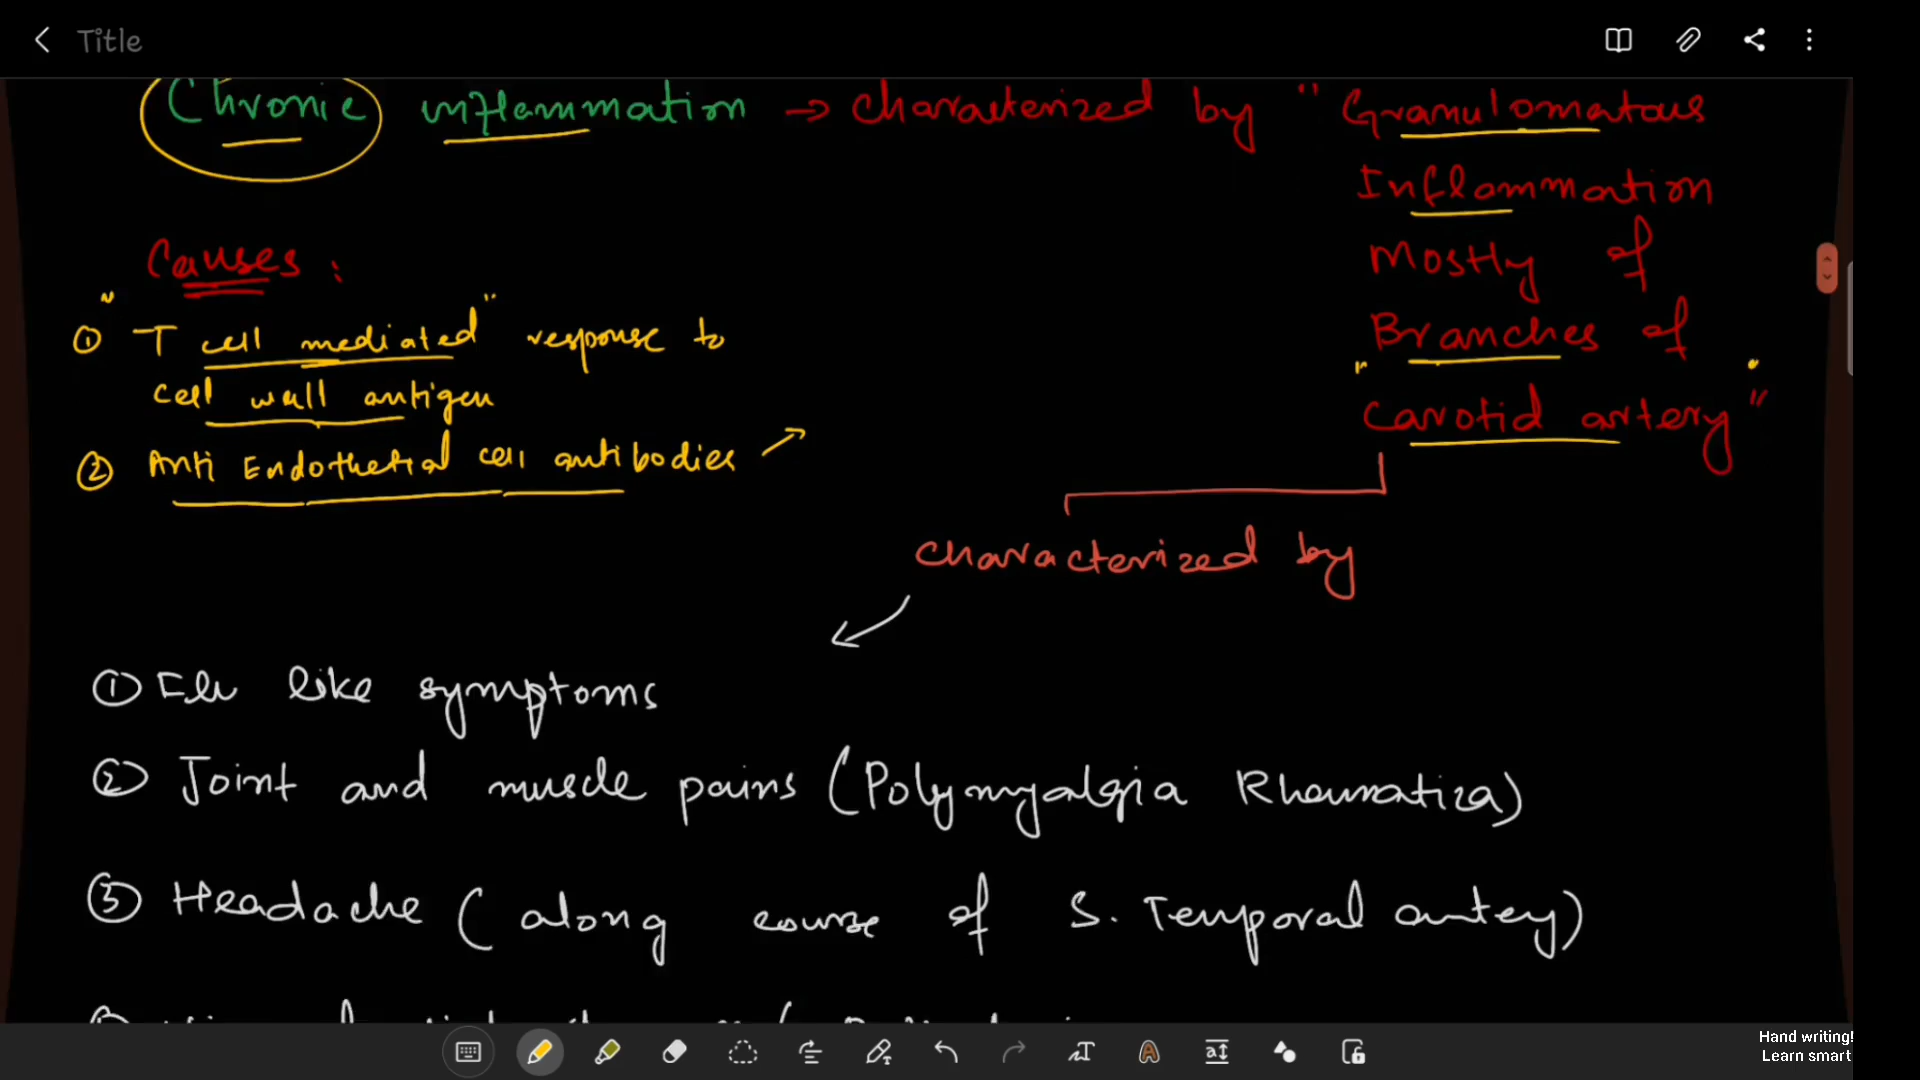 Title
Chronic inflammation → characterized by " Granulomatous
Inflammation
Mostly of
Branches of
"Carotid artery"
Causes :
① "T cell mediated" response to
cell wall antigen
② Anti Endothelial cell antibodies
characterized by
① Flu like symptoms
② Joint and muscle pains (Polymyalgia Rheumatica)
③ Headache (along course of S. Temporal artery)
Hand writing!
Learn smart